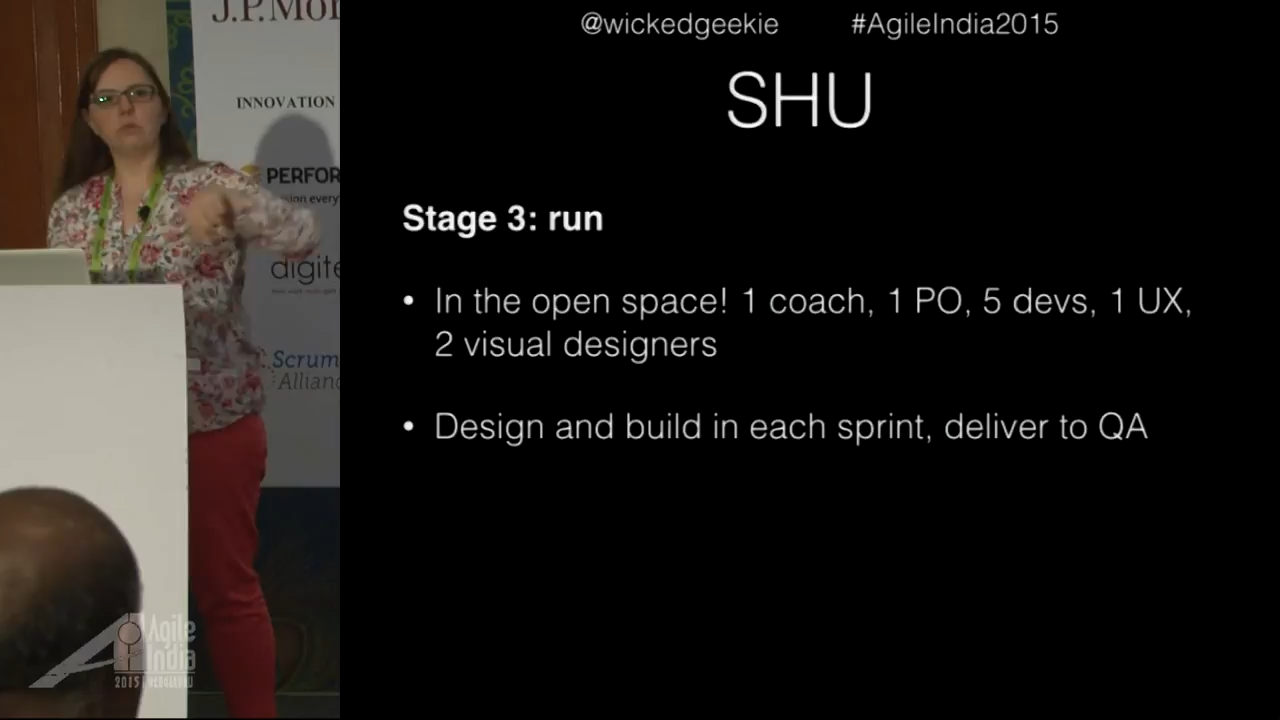 @wickedgeekie #AgileIndia2015
SHU
Stage 3: run
• In the open space! 1 coach, 1 PO, 5 devs, 1 UX,
2 visual designers
• Design and build in each sprint, deliver to QA
J.P.Mor
INNOVATION
PERFOR
digite
Scrum
Allian
Agile
India
2015